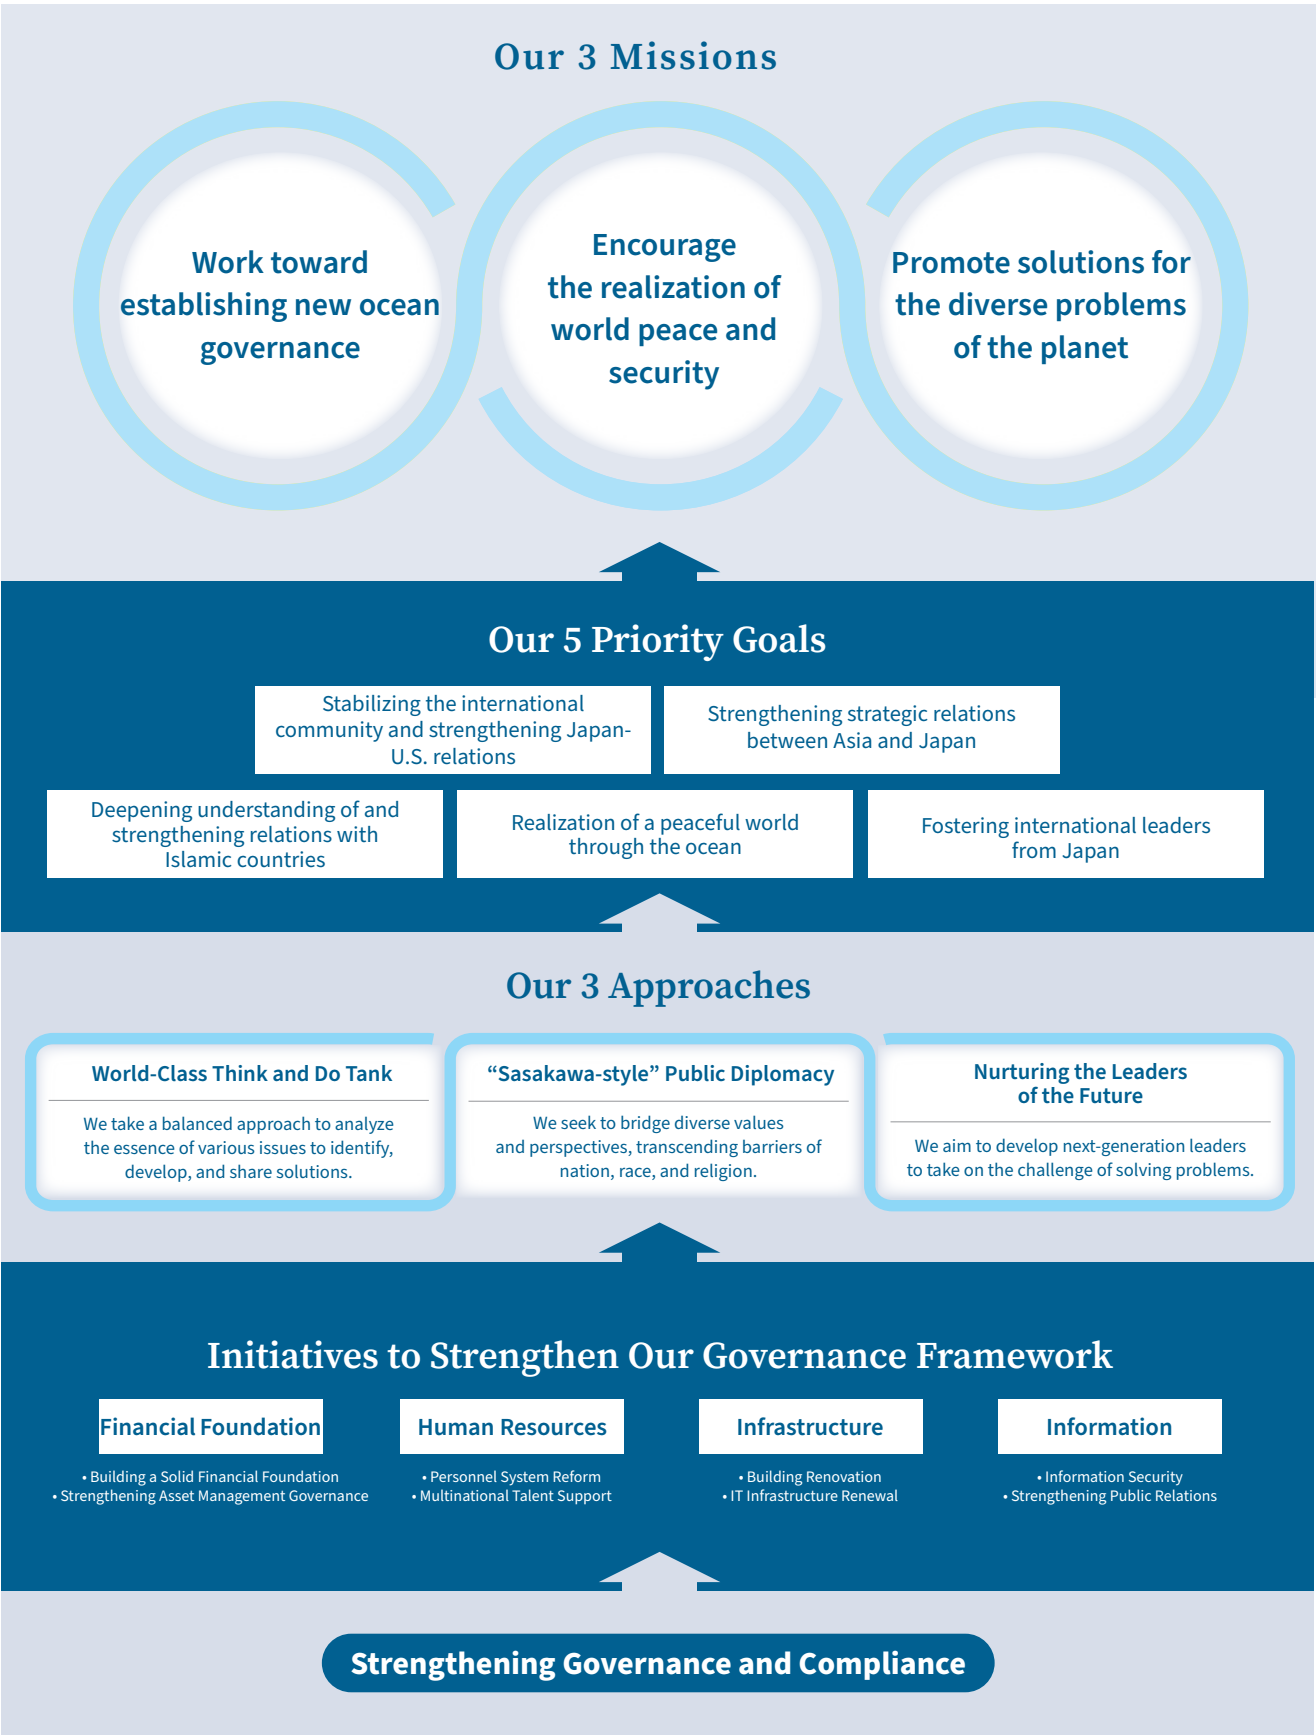 Our 3 Missions
Work toward
establishing new ocean
governance
Encourage
the realization of
world peace and
security
Promote solutions for
the diverse problems
of the planet
Our 5 Priority Goals
Stabilizing the international
community and strengthening Japan-
U.S. relations
Strengthening strategic relations
between Asia and Japan
Deepening understanding of and
strengthening relations with
Islamic countries
Realization of a peaceful world
through the ocean
Fostering international leaders
from Japan
Our 3 Approaches
World-Class Think and Do Tank
We take a balanced approach to analyze
the essence of various issues to identify,
develop, and share solutions.
“Sasakawa-style” Public Diplomacy
We seek to bridge diverse values
and perspectives, transcending barriers of
nation, race, and religion.
Nurturing the Leaders
of the Future
We aim to develop next-generation leaders
to take on the challenge of solving problems.
Initiatives to Strengthen Our Governance Framework
Financial Foundation
• Building a Solid Financial Foundation
• Strengthening Asset Management Governance
Human Resources
• Personnel System Reform
• Multinational Talent Support
Infrastructure
• Building Renovation
• IT Infrastructure Renewal
Information
• Information Security
• Strengthening Public Relations
Strengthening Governance and Compliance